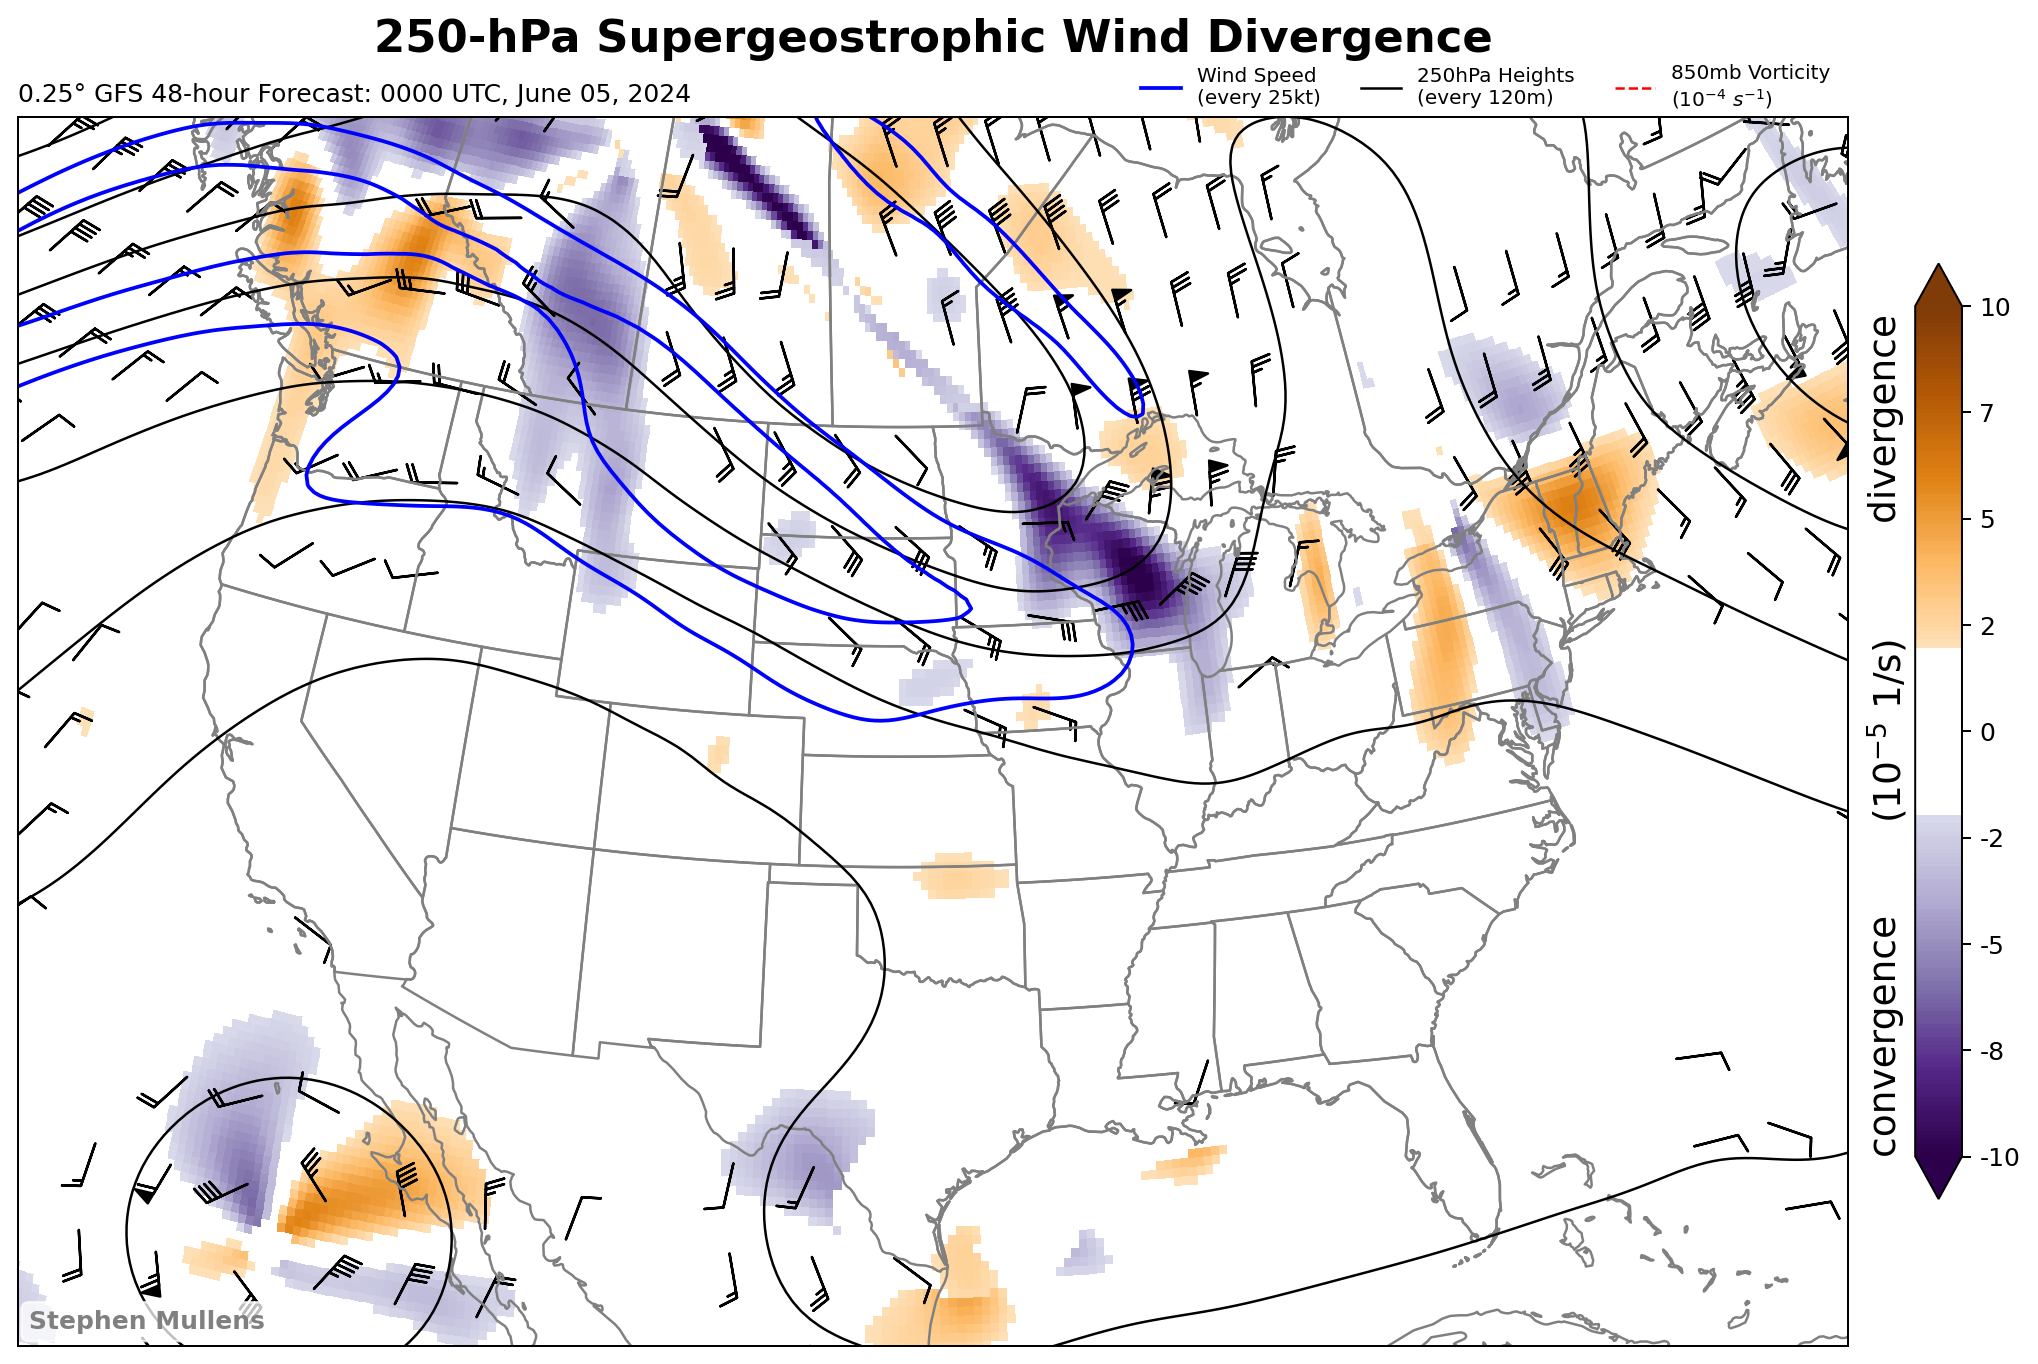 250-hPa Supergeostrophic Wind Divergence
0.25° GFS 48-hour Forecast: 0000 UTC, June 05, 2024
Wind Speed
(every 25kt)
250hPa Heights
(every 120m)
850mb Vorticity
(10⁻⁴ s⁻¹)
10
7
5
2
0
-2
-5
-8
-10
convergence (10⁻⁵ 1/s) divergence
Stephen Mullens